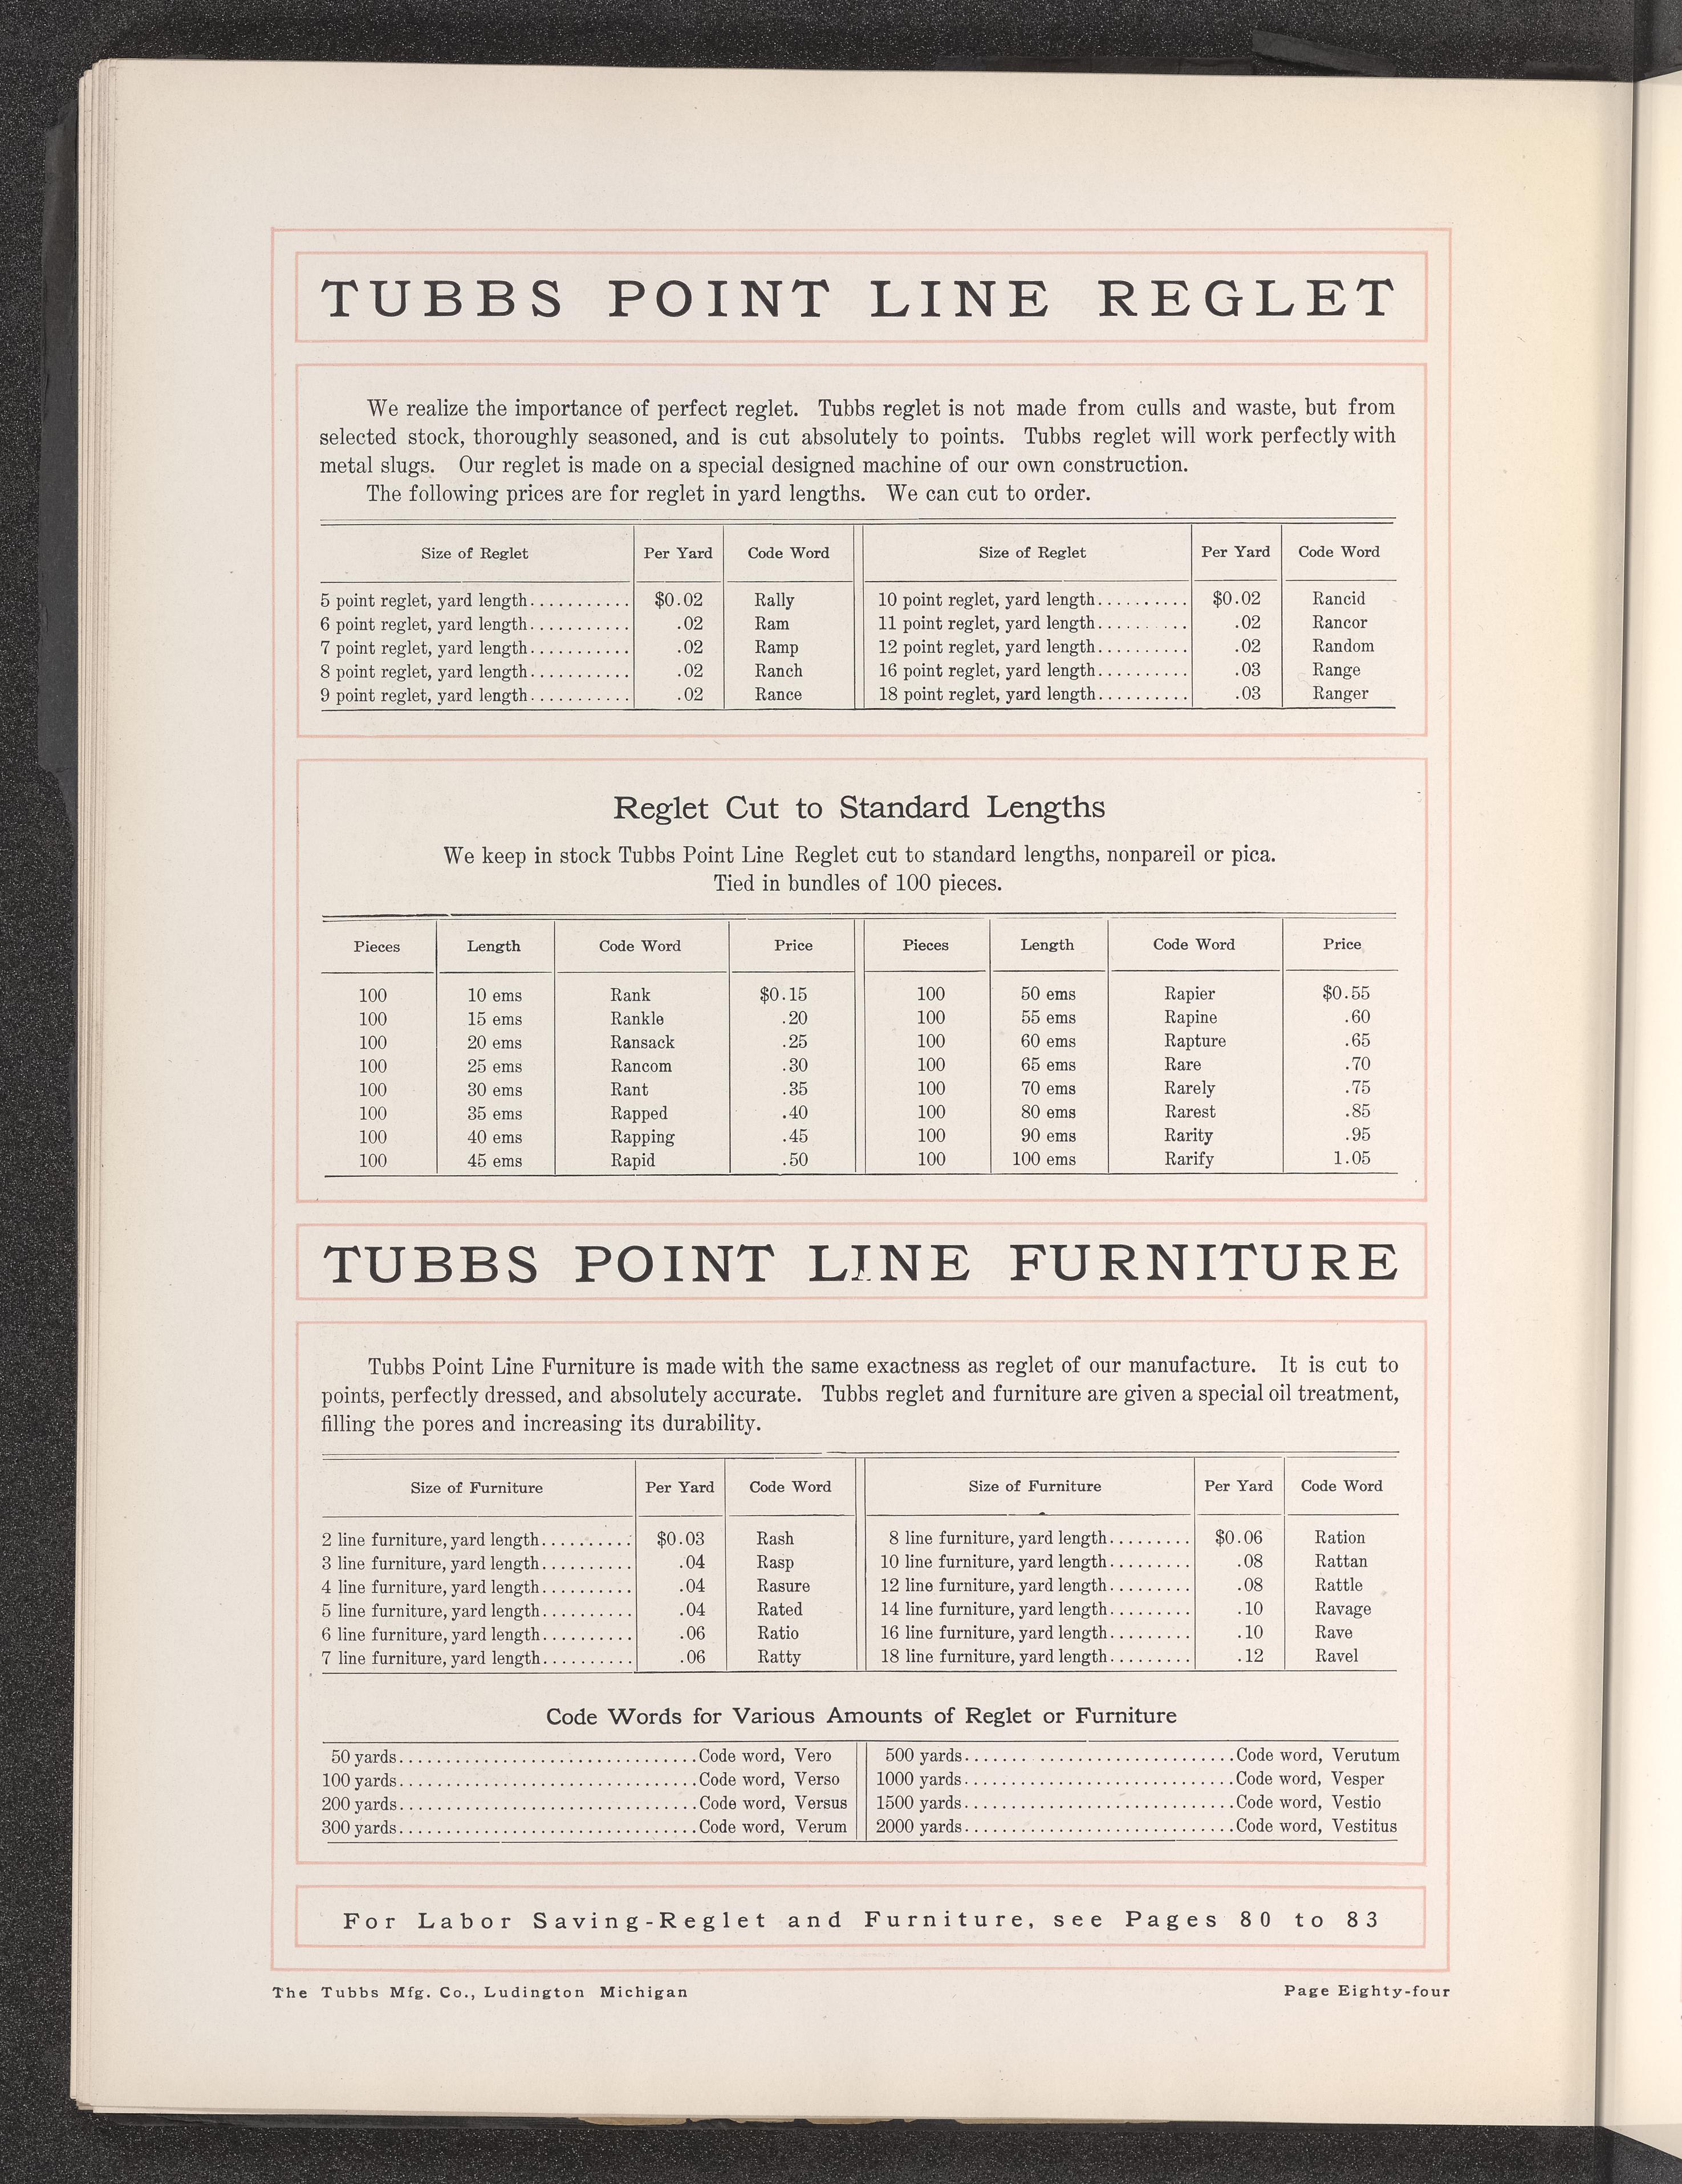 TUBBS POINT LINE REGLET
We realize the importance of perfect reglet. Tubbs reglet is not made from culls and waste, but from
selected stock, thoroughly seasoned, and is cut absolutely to points. Tubbs reglet will work perfectly with
metal slugs. Our reglet is made on a special designed machine of our own construction.
The following prices are for reglet in yard lengths. We can cut to order.
Size of Reglet Per Yard Code Word Size of Reglet Per Yard Code Word
5 point reglet, yard length........... $0.02 Rally 10 point reglet, yard length.......... $0.02 Rancid
6 point reglet, yard length........... .02 Ram 11 point reglet, yard length.......... .02 Rancor
7 point reglet, yard length........... .02 Ramp 12 point reglet, yard length.......... .02 Random
8 point reglet, yard length........... .02 Ranch 16 point reglet, yard length.......... .03 Range
9 point reglet, yard length........... .02 Rance 18 point reglet, yard length.......... .03 Ranger
Reglet Cut to Standard Lengths
We keep in stock Tubbs Point Line Reglet cut to standard lengths, nonpareil or pica.
Tied in bundles of 100 pieces.
Pieces Length Code Word Price Pieces Length Code Word Price
100 10 ems Rank $0.15 100 50 ems Rapier $0.55
100 15 ems Rankle .20 100 55 ems Rapine .60
100 20 ems Ransack .25 100 60 ems Rapture .65
100 25 ems Rancom .30 100 65 ems Rare .70
100 30 ems Rant .35 100 70 ems Rarely .75
100 35 ems Rapped .40 100 80 ems Rarest .85
100 40 ems Rapping .45 100 90 ems Rarity .95
100 45 ems Rapid .50 100 100 ems Rarify 1.05
TUBBS POINT LINE FURNITURE
Tubbs Point Line Furniture is made with the same exactness as reglet of our manufacture. It is cut to
points, perfectly dressed, and absolutely accurate. Tubbs reglet and furniture are given a special oil treatment,
filling the pores and increasing its durability.
Size of Furniture Per Yard Code Word Size of Furniture Per Yard Code Word
2 line furniture, yard length.......... $0.03 Rash 8 line furniture, yard length......... $0.06 Ration
3 line furniture, yard length.......... .04 Rasp 10 line furniture, yard length......... .08 Rattan
4 line furniture, yard length.......... .04 Rasure 12 line furniture, yard length......... .08 Rattle
5 line furniture, yard length.......... .04 Rated 14 line furniture, yard length......... .10 Ravage
6 line furniture, yard length.......... .06 Ratio 16 line furniture, yard length......... .10 Rave
7 line furniture, yard length.......... .06 Ratty 18 line furniture, yard length......... .12 Ravel
Code Words for Various Amounts of Reglet or Furniture
50 yards................................Code word, Vero 500 yards.............................Code word, Verutum
100 yards................................Code word, Verso 1000 yards.............................Code word, Vesper
200 yards................................Code word, Versus 1500 yards.............................Code word, Vestio
300 yards................................Code word, Verum 2000 yards.............................Code word, Vestitus
For Labor Saving-Reglet and Furniture, see Pages 80 to 83
The Tubbs Mfg. Co., Ludington Michigan Page Eighty-four